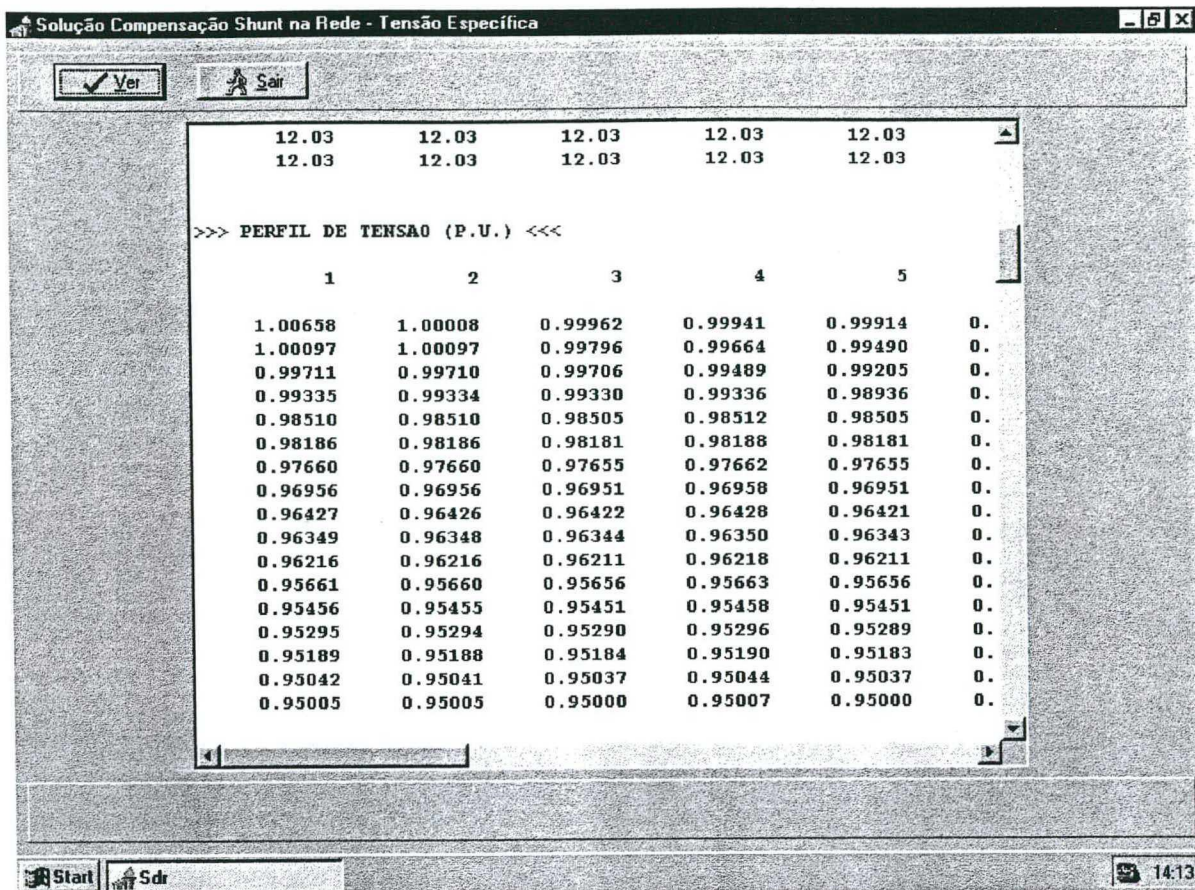 Solução Compensação Shunt na Rede - Tensão Específica
Ver Sair
12.03 12.03 12.03 12.03 12.03
12.03 12.03 12.03 12.03 12.03
>>> PERFIL DE TENSAO (P.U.) <<<
1 2 3 4 5
1.00658 1.00008 0.99962 0.99941 0.99914 0.
1.00097 1.00097 0.99796 0.99664 0.99490 0.
0.99711 0.99710 0.99706 0.99489 0.99205 0.
0.99335 0.99334 0.99330 0.99336 0.98936 0.
0.98510 0.98510 0.98505 0.98512 0.98505 0.
0.98186 0.98186 0.98181 0.98188 0.98181 0.
0.97660 0.97660 0.97655 0.97662 0.97655 0.
0.96956 0.96956 0.96951 0.96958 0.96951 0.
0.96427 0.96426 0.96422 0.96428 0.96421 0.
0.96349 0.96348 0.96344 0.96350 0.96343 0.
0.96216 0.96216 0.96211 0.96218 0.96211 0.
0.95661 0.95660 0.95656 0.95663 0.95656 0.
0.95456 0.95455 0.95451 0.95458 0.95451 0.
0.95295 0.95294 0.95290 0.95296 0.95289 0.
0.95189 0.95188 0.95184 0.95190 0.95183 0.
0.95042 0.95041 0.95037 0.95044 0.95037 0.
0.95005 0.95005 0.95000 0.95007 0.95000 0.
Start Sdr 14:13